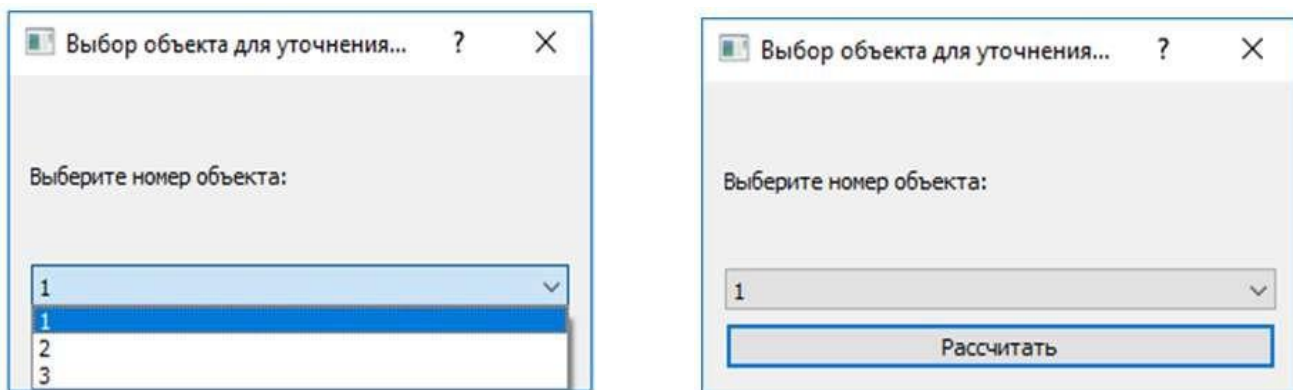 Выбор объекта для уточнения... ?
Выберите номер объекта:
1
1
2
3
Выбор объекта для уточнения... ?
Выберите номер объекта:
1
Рассчитать